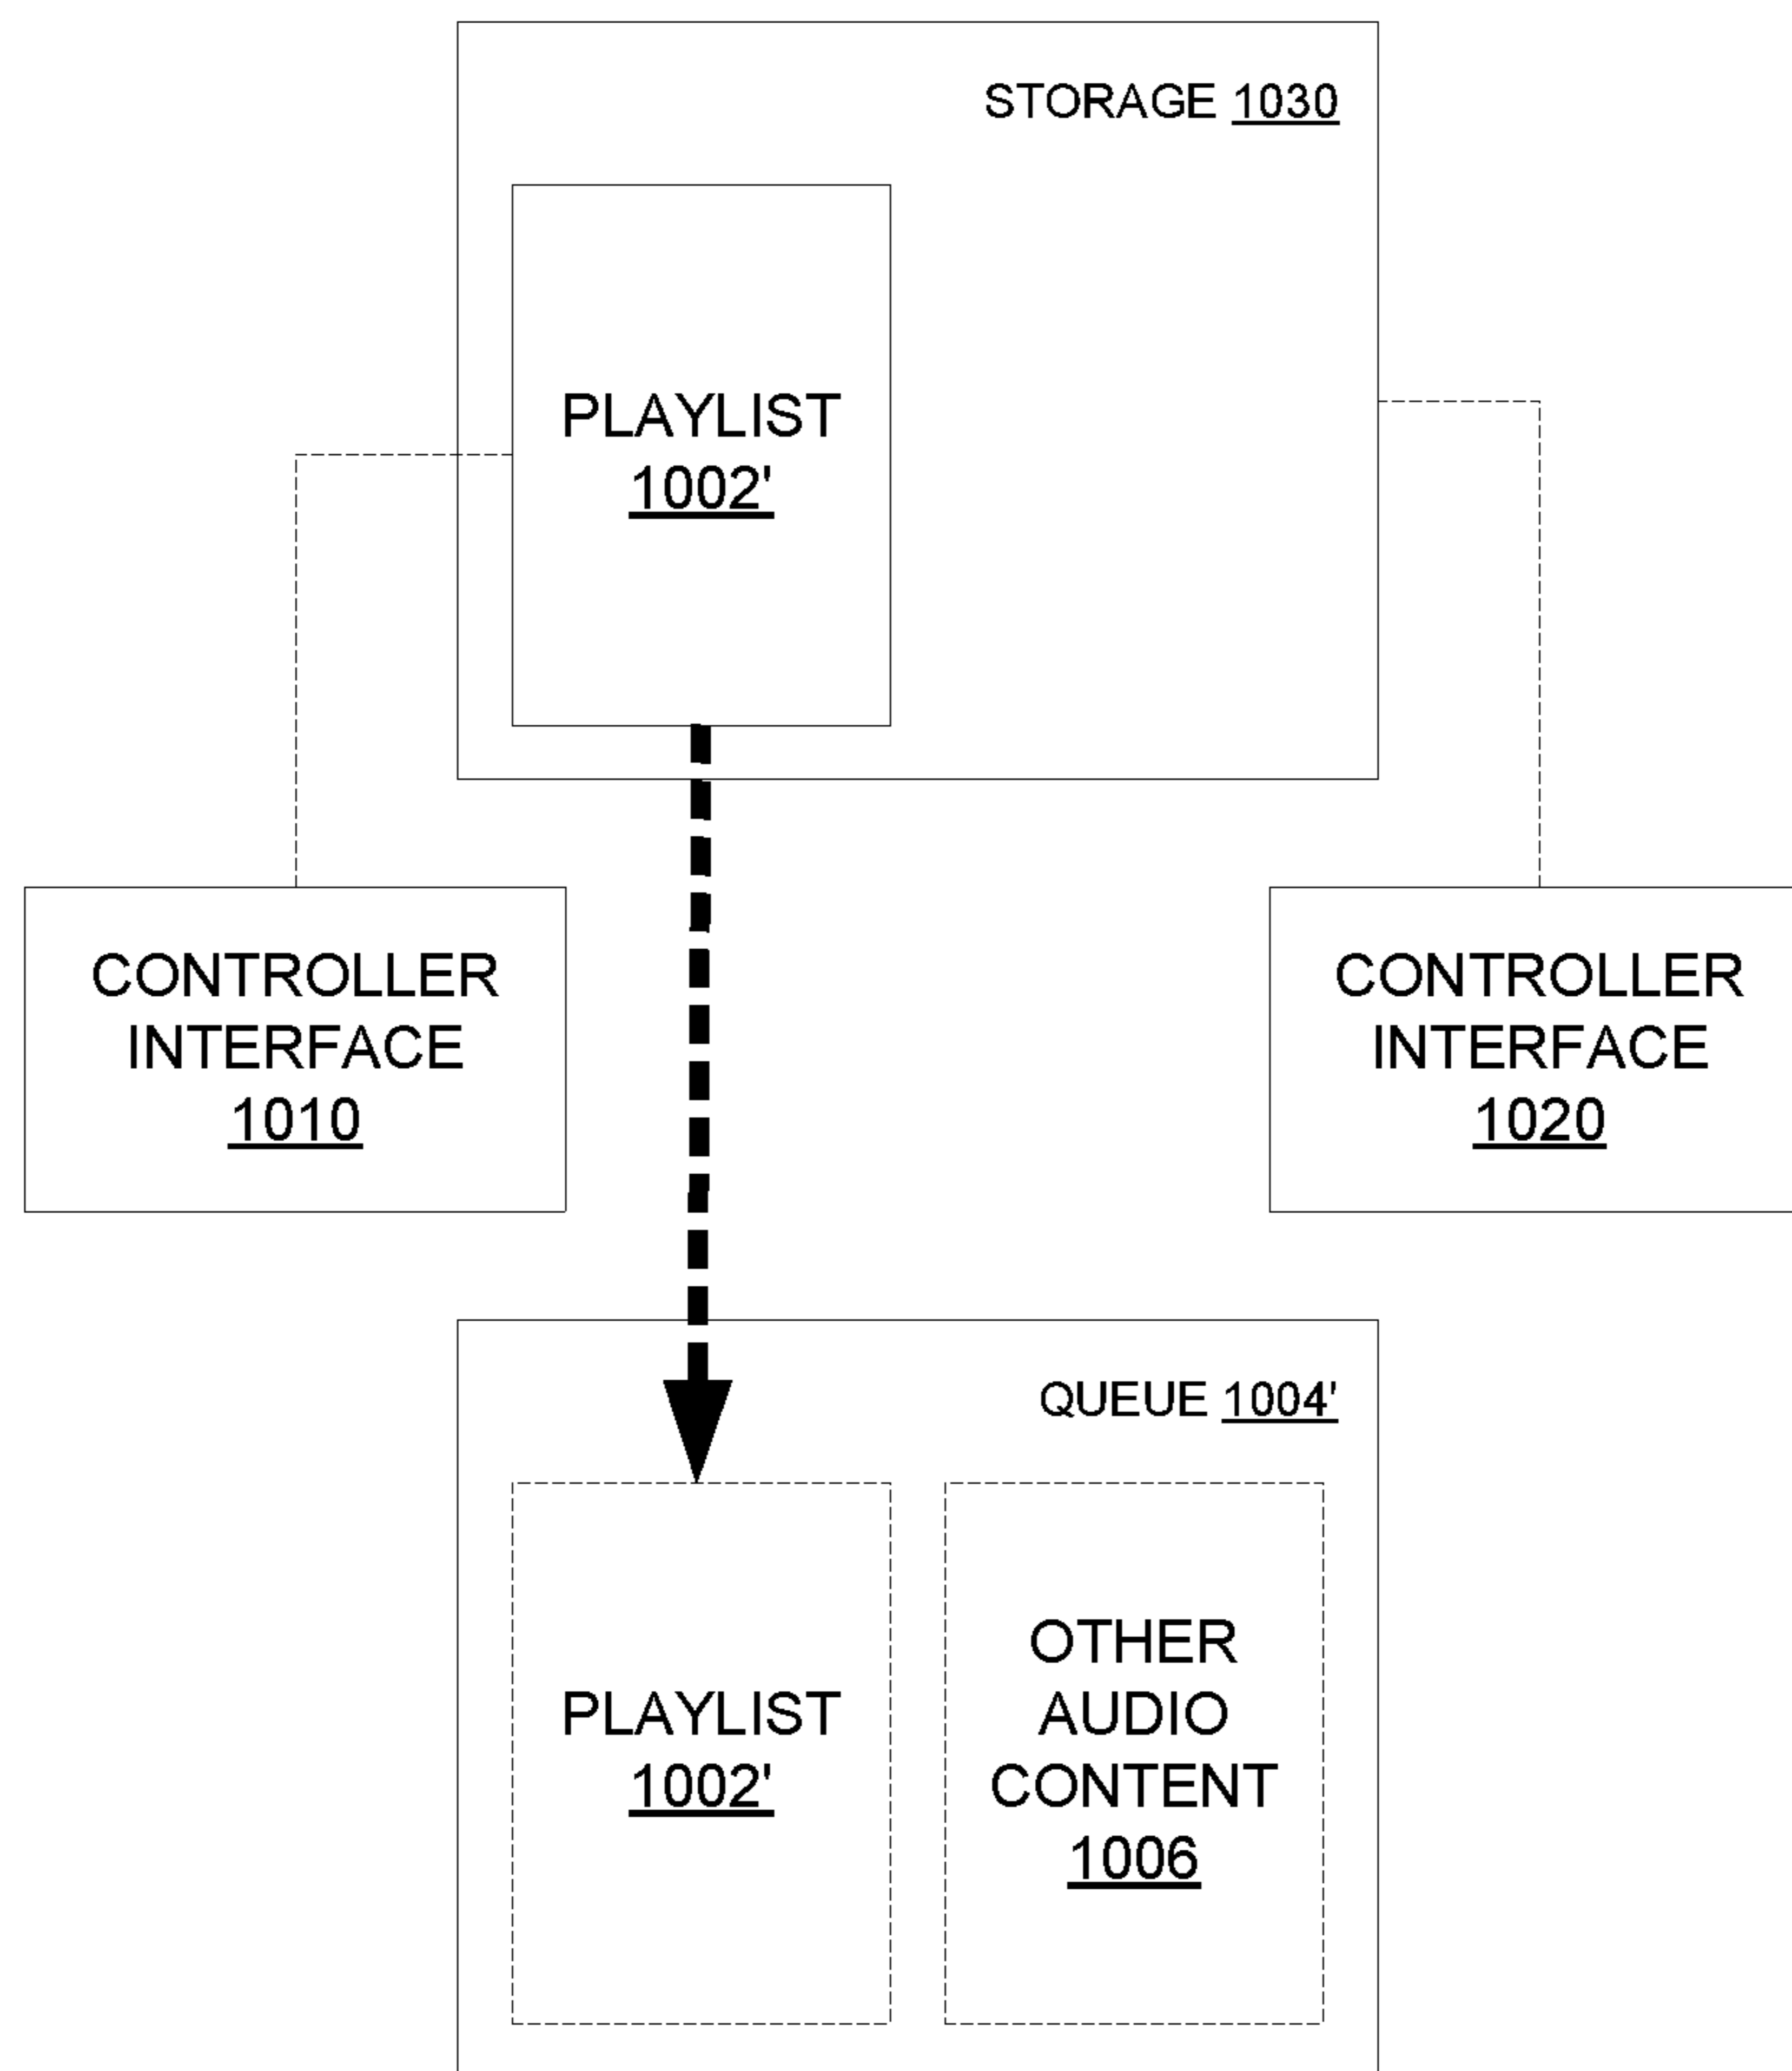 STORAGE 1030
PLAYLIST
1002'
CONTROLLER
INTERFACE
1010
CONTROLLER
INTERFACE
1020
QUEUE 1004'
PLAYLIST
1002'
OTHER
AUDIO
CONTENT
1006